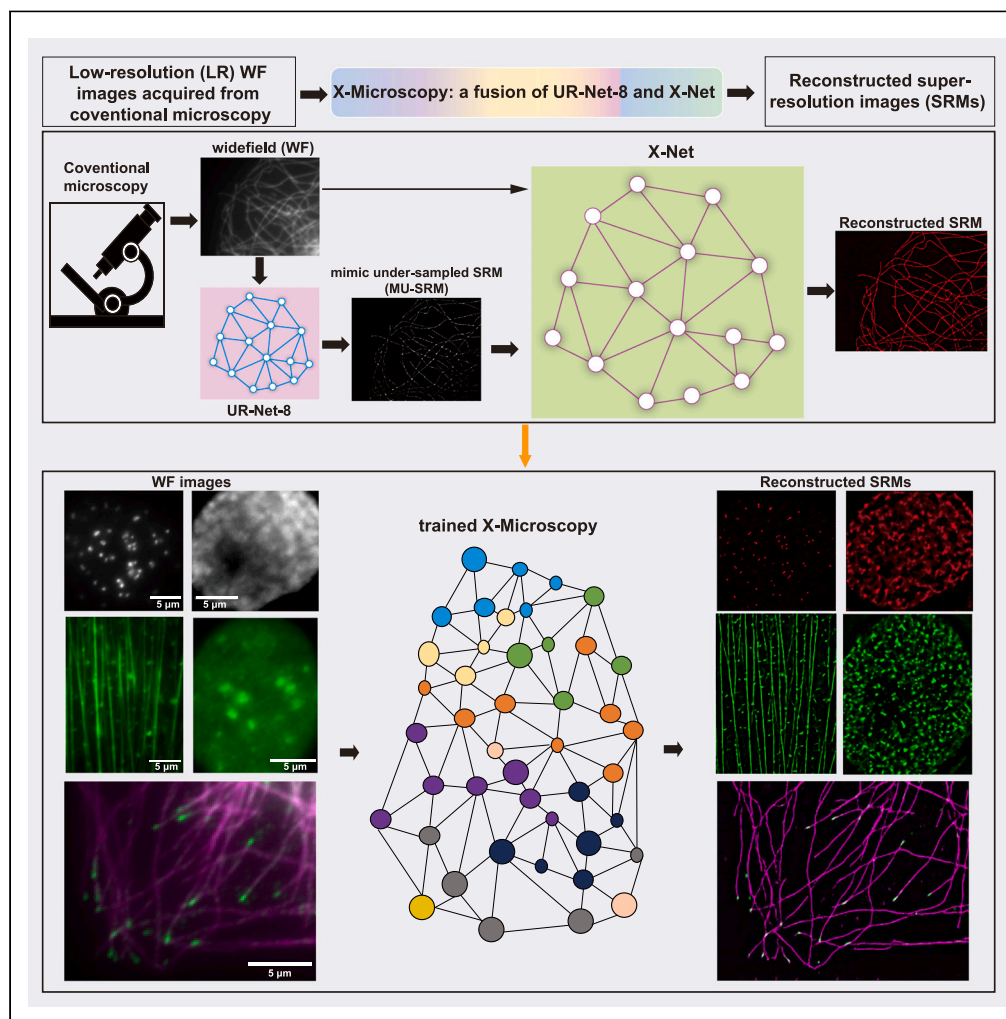 Low-resolution (LR) WF
images acquired from
coventional microscopy
X-Microscopy: a fusion of UR-Net-8 and X-Net
Reconstructed super-
resolution images (SRMs)
Coventional
microscopy
widefield (WF)
UR-Net-8
mimic under-sampled SRM
(MU-SRM)
X-Net
Reconstructed SRM
WF images
5 µm
5 µm
5 µm
5 µm
5 µm
trained X-Microscopy
Reconstructed SRMs